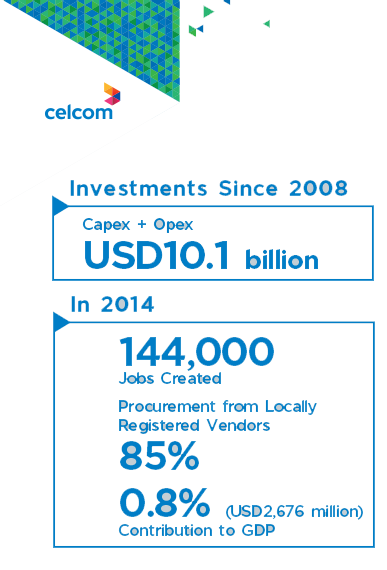 celcom
Investments Since 2008
Capex + Opex
USD10.1 billion
In 2014
144,000
Jobs Created
Procurement from Locally
Registered Vendors
85%
0.8% (USD2,676 million)
Contribution to GDP